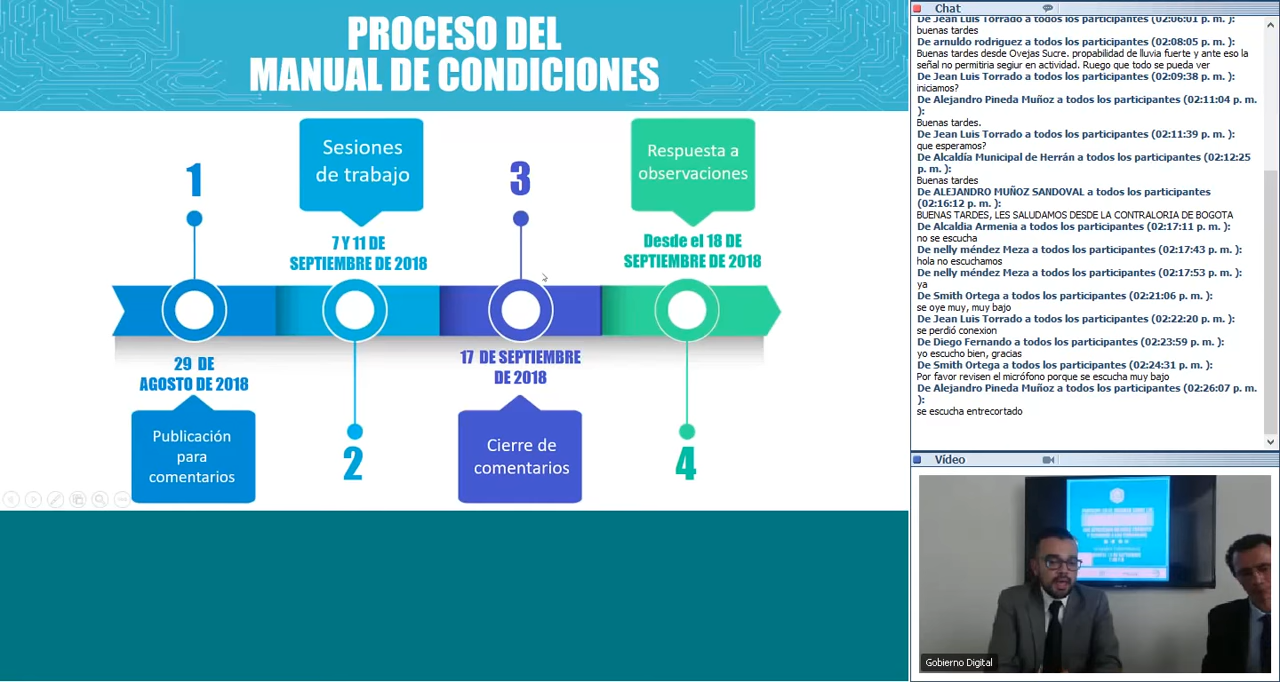 PROCESO DEL
MANUAL DE CONDICIONES
1
Sesiones
de trabajo
3
Respuesta a
observaciones
7 Y 11 DE
SEPTIEMBRE DE 2018
Desde el 18 DE
SEPTIEMBRE DE 2018
29 DE
AGOSTO DE 2018
17 DE SEPTIEMBRE
DE 2018
Publicación
para
comentarios
2
Cierre de
comentarios
4
Chat
De Jean Luis Torrado a todos los participantes (02:06:01 p. m. ):
buenas tardes
De arnuldo rodriguez a todos los participantes (02:08:05 p. m. ):
Buenas tardes desde Ovejas Sucre. propabilidad de lluvia fuerte y ante eso la
señal no permitiria segiur en actividad. Ruego que todo se pueda ver
De Jean Luis Torrado a todos los participantes (02:09:38 p. m. ):
iniciamos?
De Alejandro Pineda Muñoz a todos los participantes (02:11:04 p. m.
):
Buenas tardes.
De Jean Luis Torrado a todos los participantes (02:11:39 p. m. ):
que esperamos?
De Alcaldía Municipal de Herrán a todos los participantes (02:12:25
p. m. ):
Buenas tardes
De ALEJANDRO MUÑOZ SANDOVAL a todos los participantes
(02:16:12 p. m. ):
BUENAS TARDES, LES SALUDAMOS DESDE LA CONTRALORIA DE BOGOTA
De Alcaldia Armenia a todos los participantes (02:17:11 p. m. ):
no se escucha
De nelly méndez Meza a todos los participantes (02:17:43 p. m. ):
hola no escuchamos
De nelly méndez Meza a todos los participantes (02:17:53 p. m. ):
ya
De Smith Ortega a todos los participantes (02:21:06 p. m. ):
se oye muy, muy bajo
De Jean Luis Torrado a todos los participantes (02:22:20 p. m. ):
se perdió conexion
De Diego Fernando a todos los participantes (02:23:59 p. m. ):
yo escucho bien, gracias
De Smith Ortega a todos los participantes (02:24:31 p. m. ):
Por favor revisen el micrófono porque se escucha muy bajo
De Alejandro Pineda Muñoz a todos los participantes (02:26:07 p. m.
):
se escucha entrecortado
Vídeo
Gobierno Digital